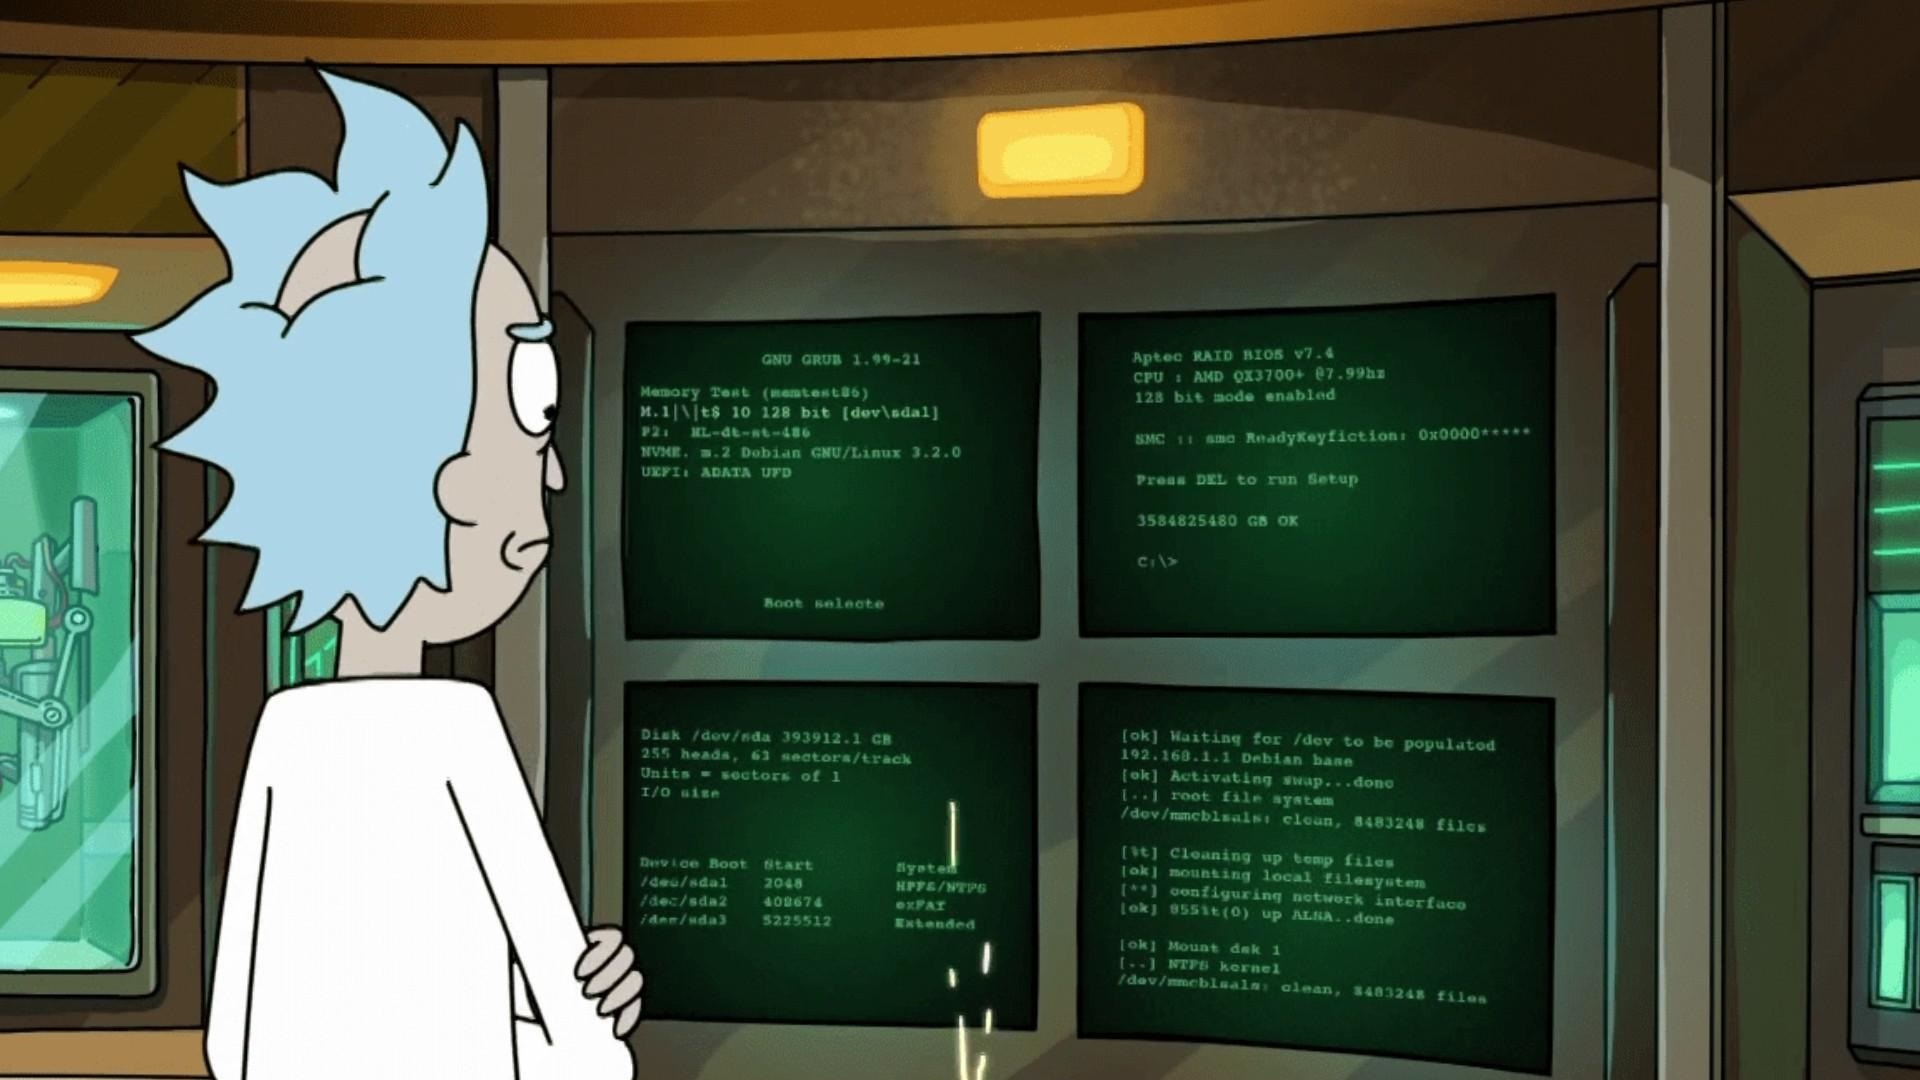 GNU GRUB 1.99-21
Memory Test (memtest86)
M.1|\|t$ 10 128 bit [dev\sda1]
P2: HL-dt-st-486
NVME. m.2 Debian GNU/Linux 3.2.0
UEFI: ADATA UFD
Boot selecte
Aptec RAID BIOS v7.4
CPU : AMD QX3700+ @7.99hz
128 bit mode enabled
SMC :: smc ReadyKeyfiction: 0x0000*****
Press DEL to run Setup
3584825480 GB OK
C:\>
Disk /dev/sda 393912.1 GB
255 heads, 63 sectors/track
Units = sectors of 1
I/O size
Device Boot Start System
/dec/sda1 2048 HPFS/NTFS
/dec/sda2 408674 exFAT
5225512 Extended
[ok] Waiting for /dev to be populated
192.168.1.1 Debian base
[ok] Activating swap...done
[..] root file system
/dev/mmcblsals: clean, 8483248 files
[%t] Cleaning up temp files
[ok] mounting local filesystem
[**] configuring network interface
[ok] up ALSA..done
[ok] Mount dsk 1
[..] NTFS kernel
/dev/mmcblsals: clean, 8483248 files